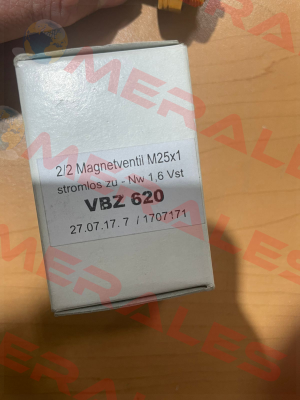 2/2 Magnetventil M25x1
stromlos zu - Nw 1,6 Vst
VBZ 620
27.07.17. 7 / 1707171
MERALES
MERALES
MERALES